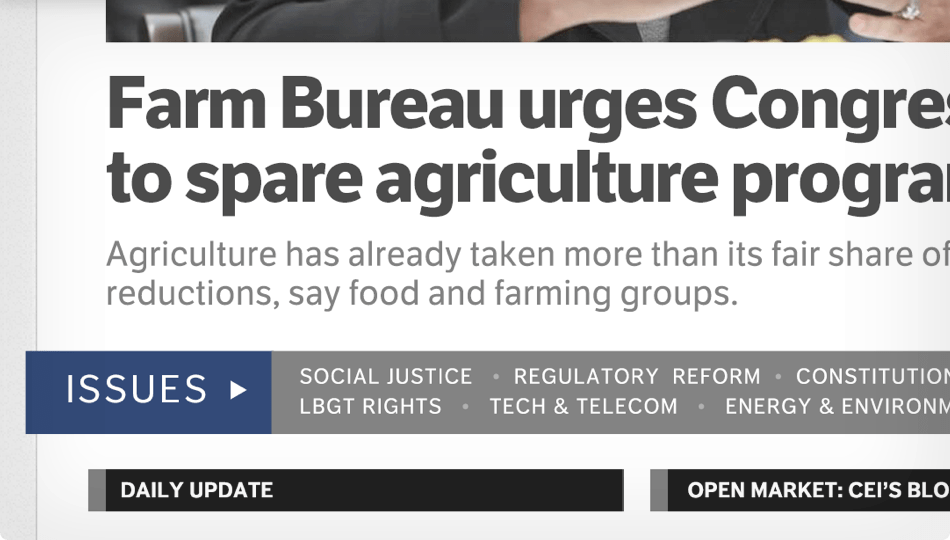 Farm Bureau urges Congres
to spare agriculture progra
Agriculture has already taken more than its fair share of
reductions, say food and farming groups.
ISSUES ▶
SOCIAL JUSTICE • REGULATORY REFORM • CONSTITUTION
LBGT RIGHTS • TECH & TELECOM • ENERGY & ENVIRONM
DAILY UPDATE
OPEN MARKET: CEI'S BLO